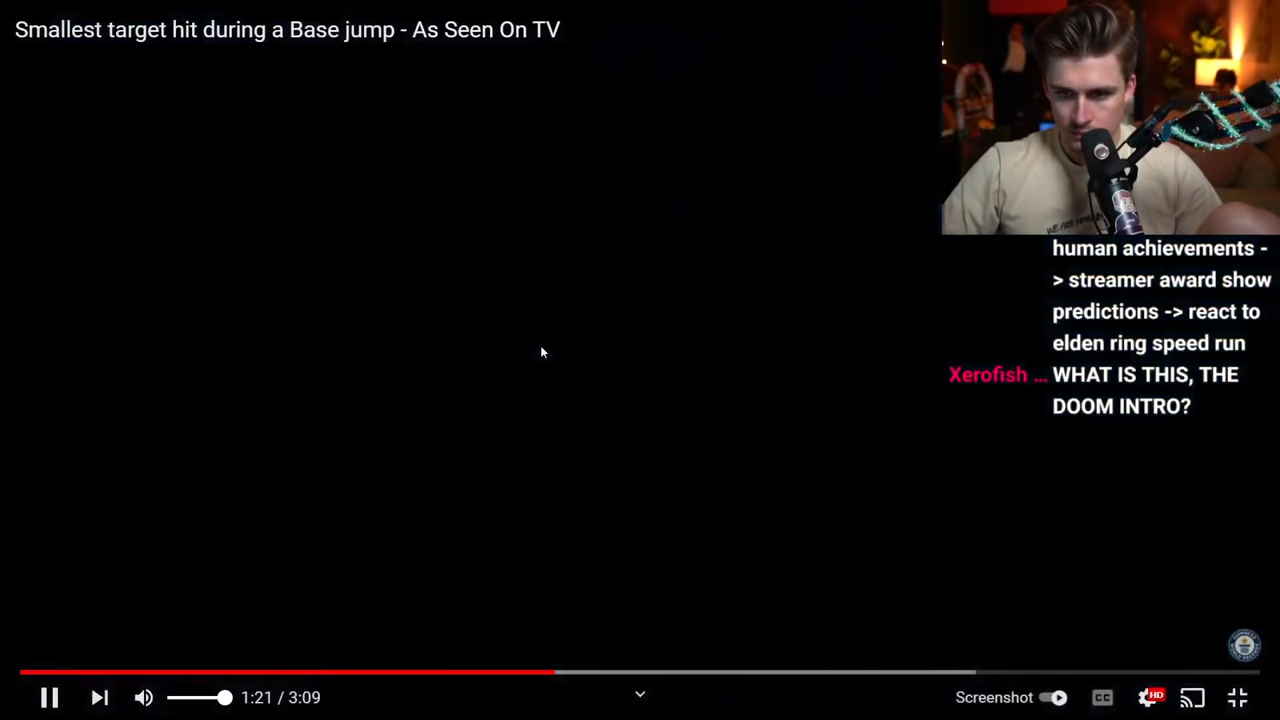 Smallest target hit during a Base jump - As Seen On TV
human achievements -
> streamer award show
predictions -> react to
elden ring speed run
Xerofish ... WHAT IS THIS, THE
DOOM INTRO?
1:21 / 3:09
Screenshot
CC
HD